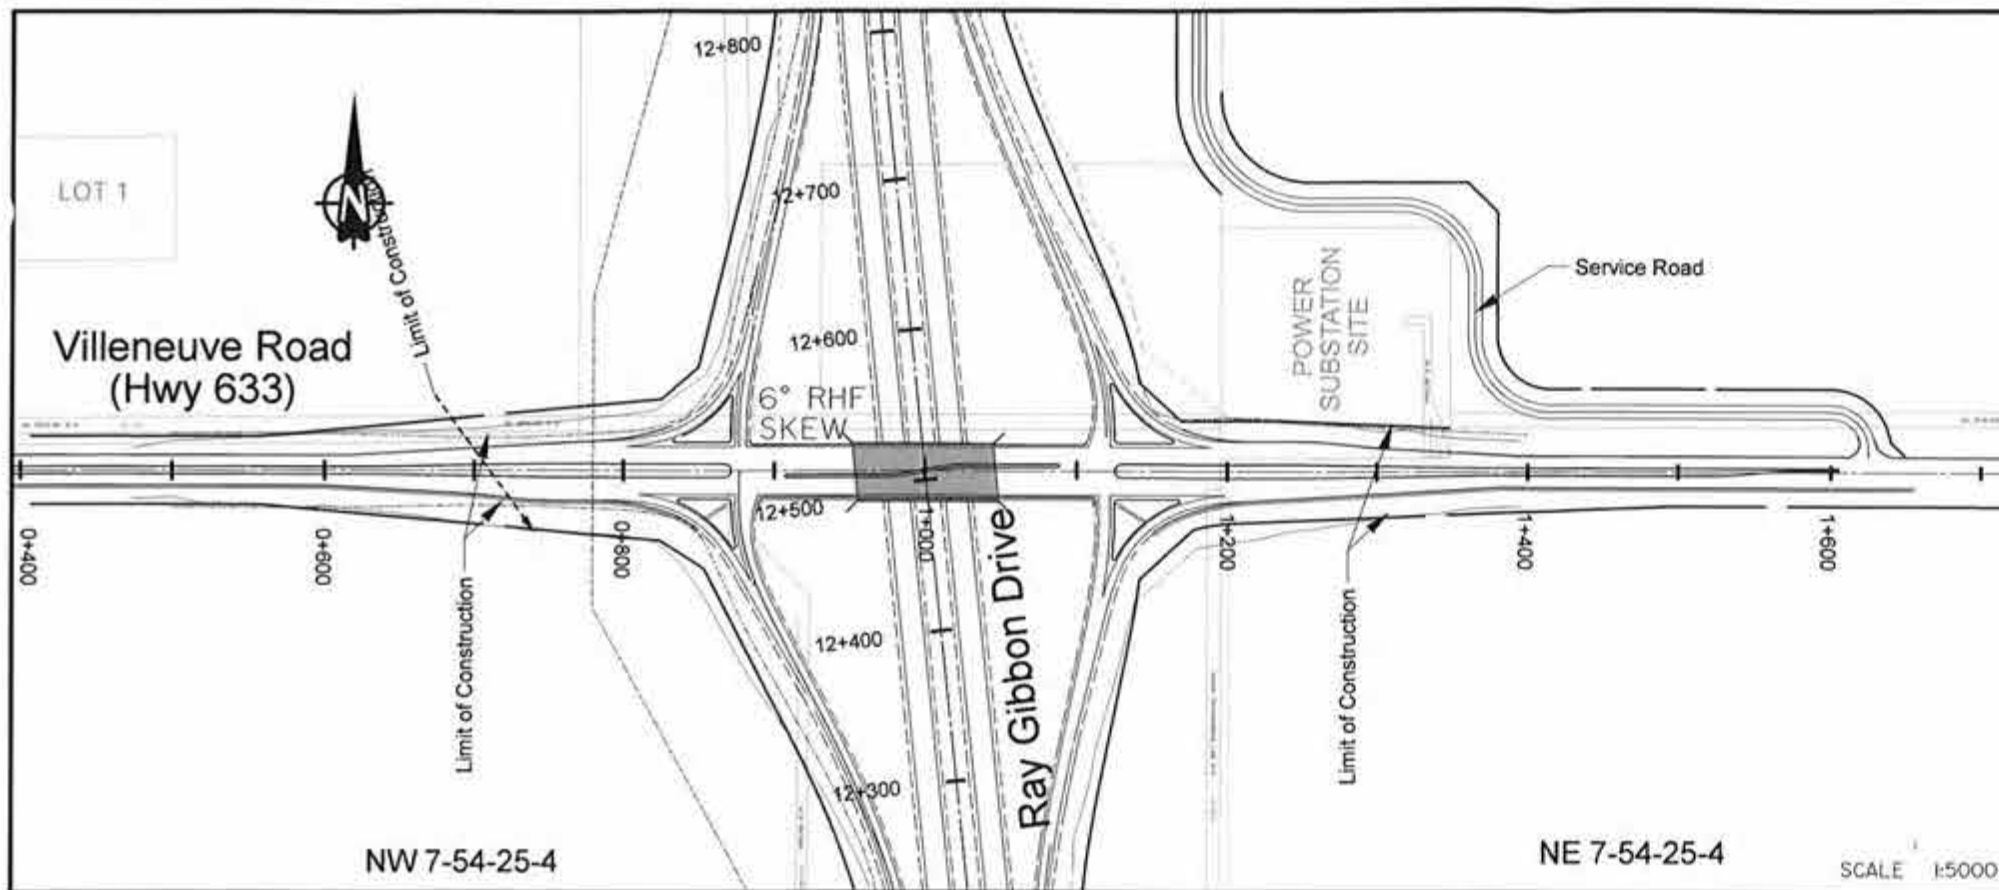 12+800
LOT 1
N
12+700
Limit of Construction
Service Road
POWER
SUBSTATION
SITE
Villeneuve Road
(Hwy 633)
12+600
6° RHF
SKEW
12+500
0+400
0+600
0+800
1+000
1+200
1+400
1+600
Limit of Construction
12+400
Ray Gibbon Drive
Limit of Construction
12+300
NW 7-54-25-4
NE 7-54-25-4
SCALE 1:5000